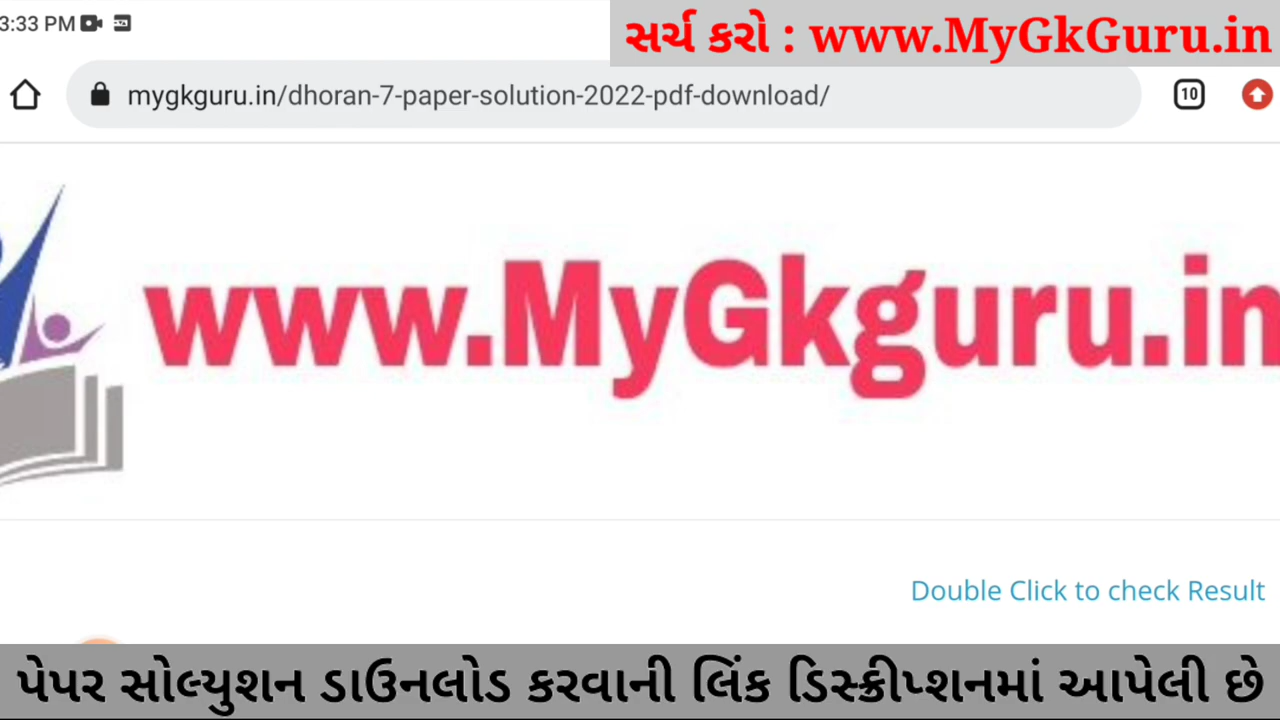 3:33 PM
સર્ચ કરો : www.MyGkGuru.in
mygkguru.in/dhoran-7-paper-solution-2022-pdf-download/
10
www.MyGkguru.in
Double Click to check Result
પેપર સોલ્યુશન ડાઉનલોડ કરવાની લિંક ડિસ્ક્રીપ્શનમાં આપેલી છે